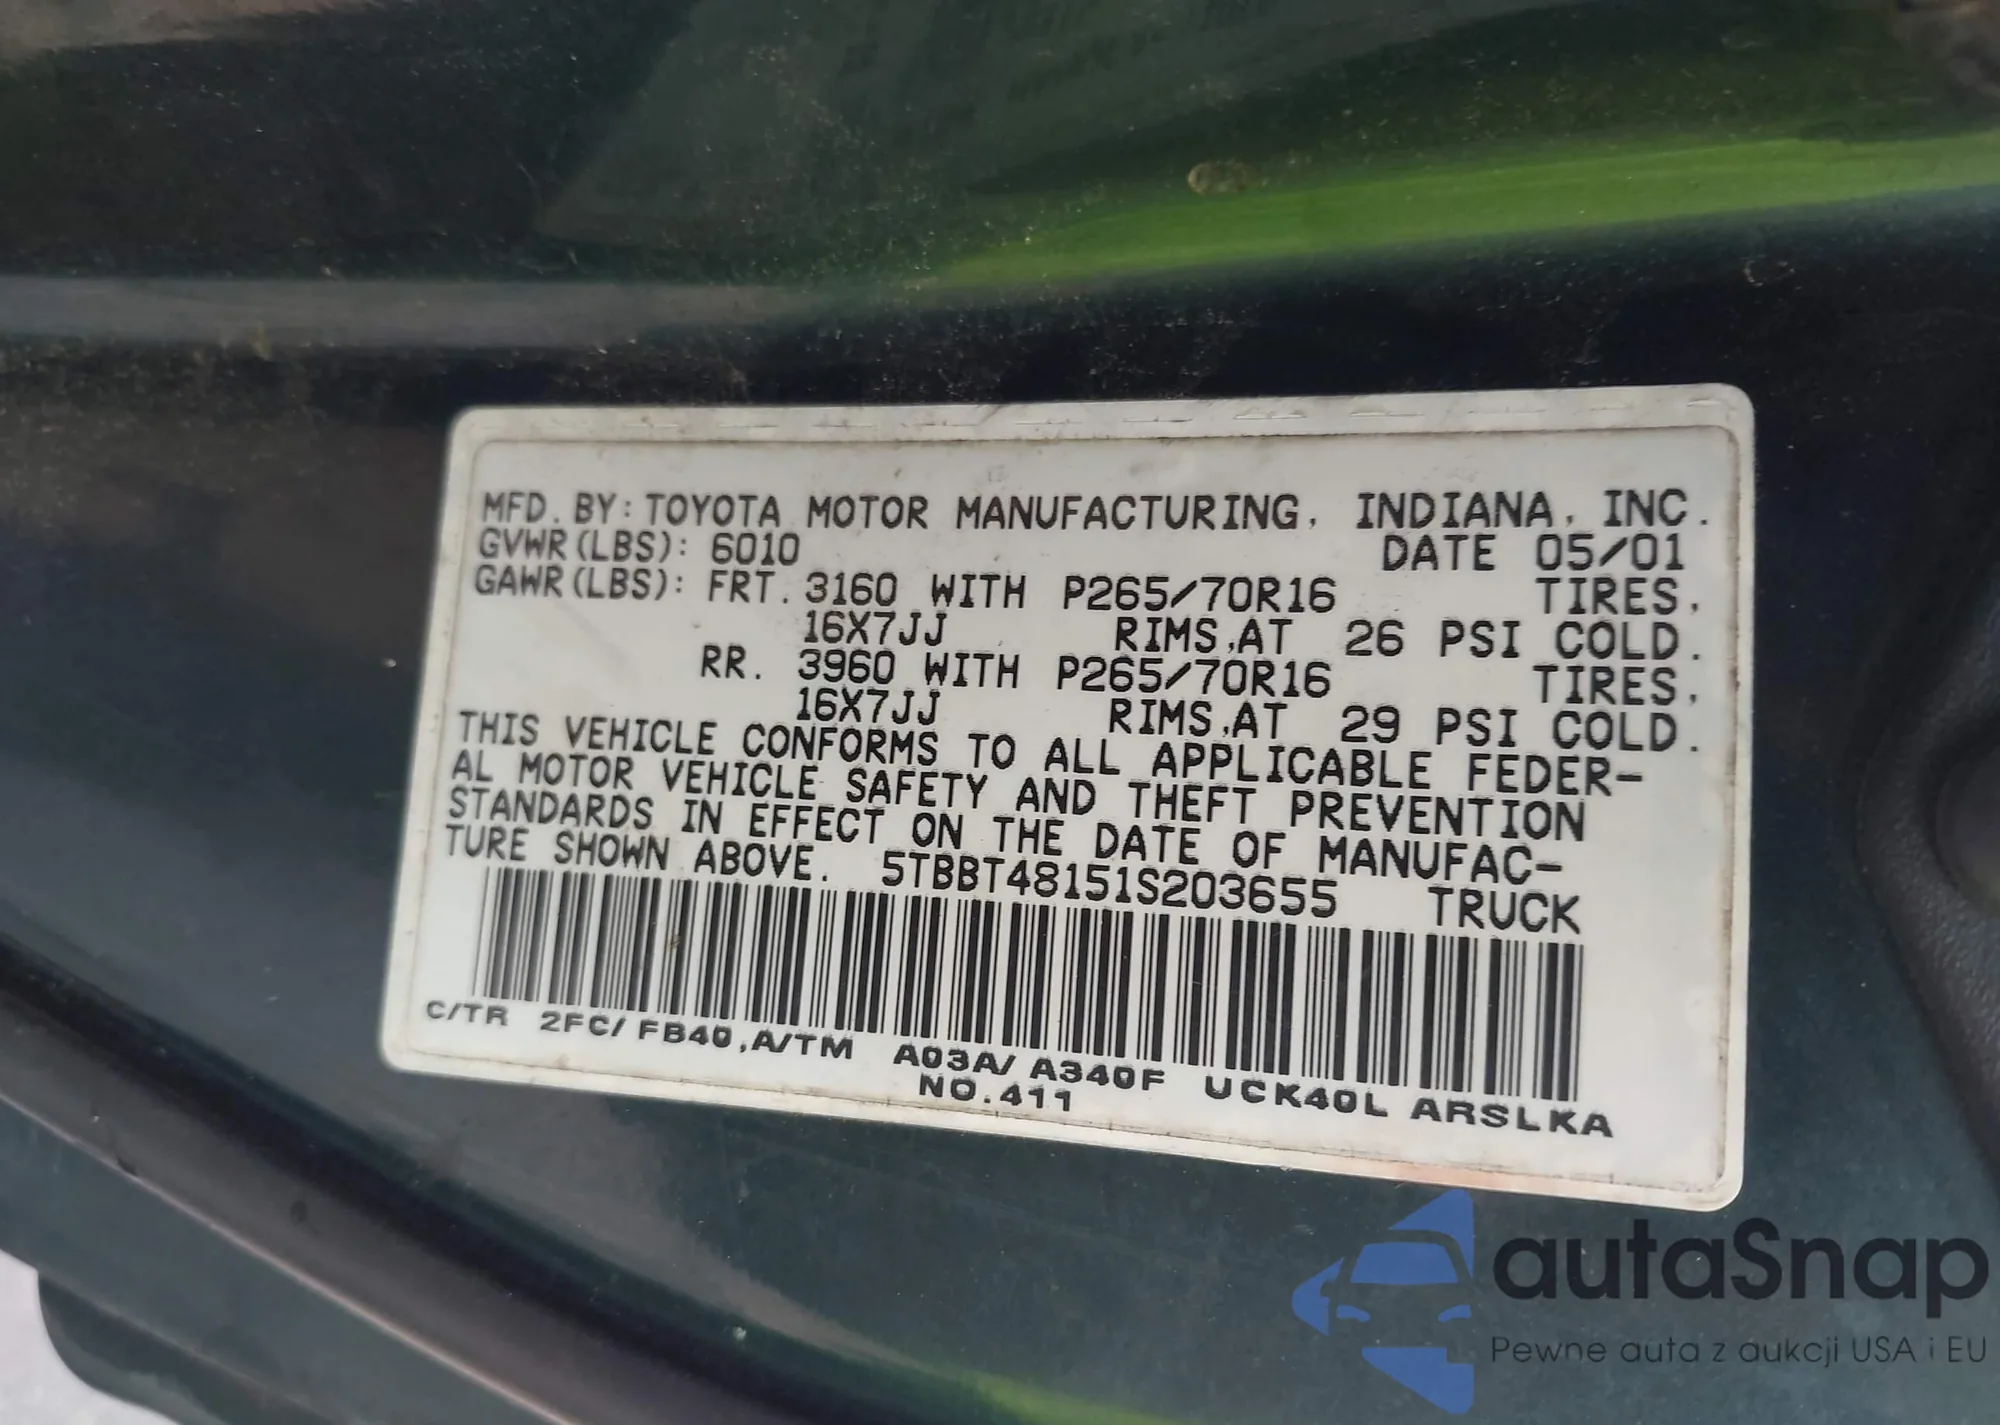 MFD. BY: TOYOTA MOTOR MANUFACTURING, INDIANA, INC.
GVWR(LBS): 6010 DATE 05/01
GAWR(LBS): FRT. 3160 WITH P265/70R16 TIRES,
16X7JJ RIMS,AT 26 PSI COLD.
RR. 3960 WITH P265/70R16 TIRES,
16X7JJ RIMS,AT 29 PSI COLD.
THIS VEHICLE CONFORMS TO ALL APPLICABLE FEDER-
AL MOTOR VEHICLE SAFETY AND THEFT PREVENTION
STANDARDS IN EFFECT ON THE DATE OF MANUFAC-
TURE SHOWN ABOVE. 5TBBT48151S203655 TRUCK
C/TR 2FC/FB40,A/TM A03A/A340F UCK40L ARSLKA
NO.411
autaSnap
Pewne auta z aukcji USA i EU